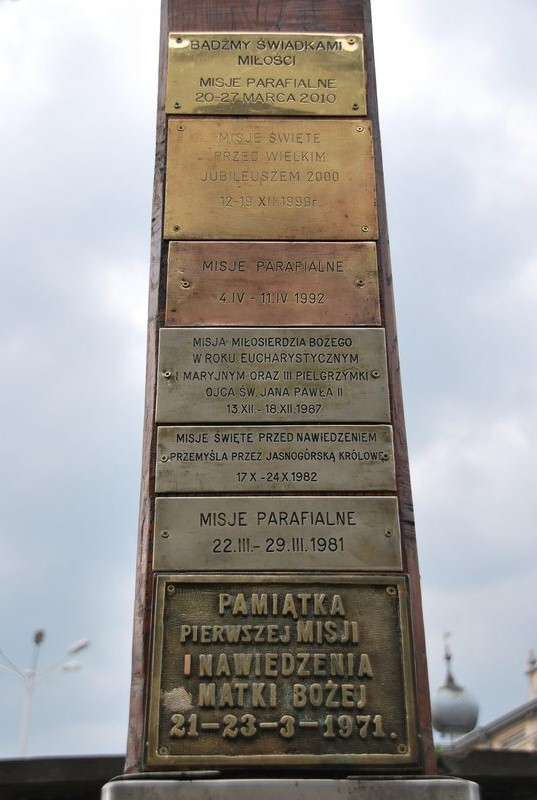 BĄDŹMY ŚWIADKAMI
MIŁOŚCI
MISJE PARAFIALNE
20-27 MARCA 2010
MISJE ŚWIĘTE
PRZED WIELKIM
JUBILEUSZEM 2000
12-19 XII 1999r.
MISJE PARAFIALNE
4.IV - 11.IV 1992
MISJA MIŁOSIERDZIA BOŻEGO
W ROKU EUCHARYSTYCZNYM
I MARYJNYM ORAZ III PIELGRZYMKI
OJCA ŚW. JANA PAWŁA II
13.XII.- 18.XII.1987
MISJE ŚWIĘTE PRZED NAWIEDZENIEM
PRZEMYŚLA PRZEZ JASNOGÓRSKĄ KRÓLOWĘ
17 X - 24 X 1982
MISJE PARAFIALNE
22.III.- 29.III.1981
PAMIĄTKA
PIERWSZEJ MISJI
I NAWIEDZENIA
MATKI BOŻEJ
21-23-3-1971.